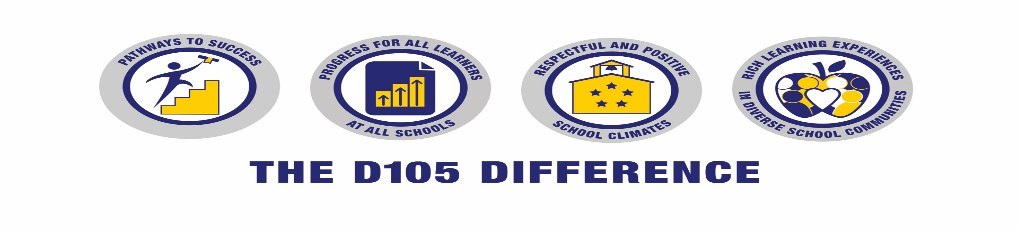 PATHWAYS TO SUCCESS
PROGRESS FOR ALL LEARNERS
AT ALL SCHOOLS
RESPECTFUL AND POSITIVE
SCHOOL CLIMATES
RICH LEARNING EXPERIENCES
IN DIVERSE SCHOOL COMMUNITIES
THE D105 DIFFERENCE